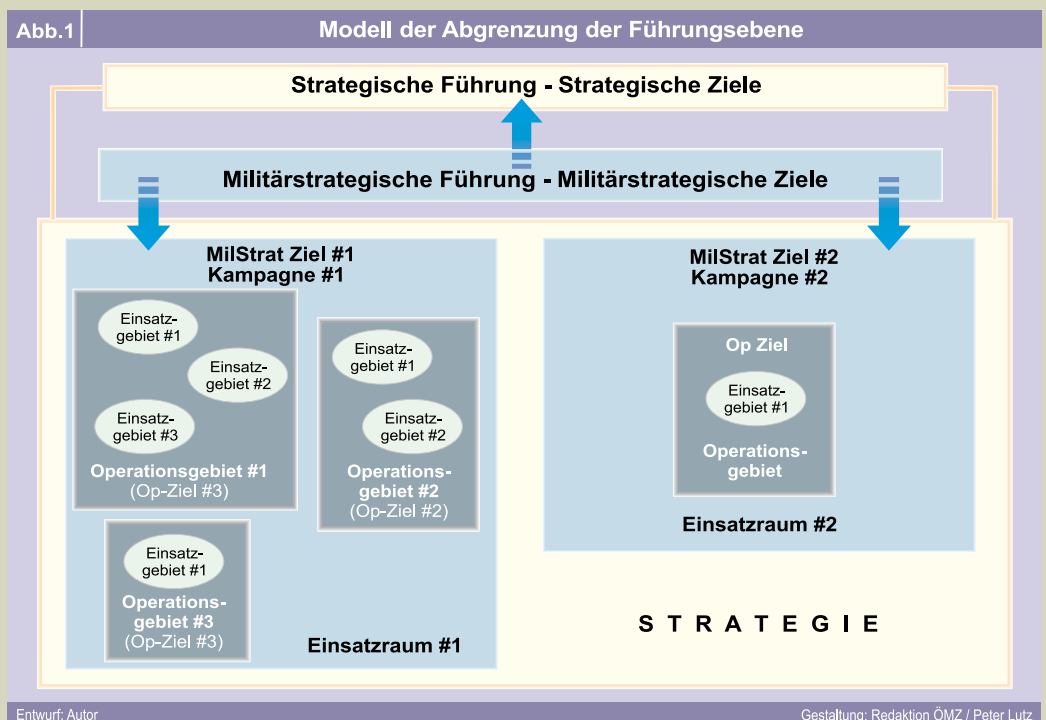 Abb.1
Modell der Abgrenzung der Führungsebene
Strategische Führung - Strategische Ziele
Militärstrategische Führung - Militärstrategische Ziele
MilStrat Ziel #1
Kampagne #1
Einsatz-
gebiet #1
Einsatz-
gebiet #2
Einsatz-
gebiet #3
Operationsgebiet #1
(Op-Ziel #3)
Einsatz-
gebiet #1
Einsatz-
gebiet #2
Operations-
gebiet #2
(Op-Ziel #2)
Einsatz-
gebiet #1
Operations-
gebiet #3
(Op-Ziel #3)
Einsatzraum #1
MilStrat Ziel #2
Kampagne #2
Op Ziel
Einsatz-
gebiet #1
Operations-
gebiet
Einsatzraum #2
S T R A T E G I E
Entwurf: Autor
Gestaltung: Redaktion ÖMZ / Peter Lutz